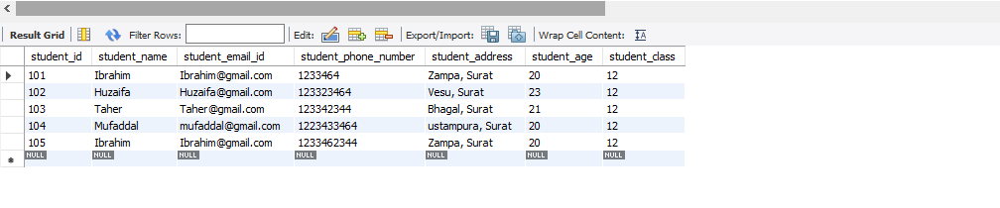 Result Grid Filter Rows: Edit: Export/Import: Wrap Cell Content: IA
student_id student_name student_email_id student_phone_number student_address student_age student_class
101 Ibrahim Ibrahim@gmail.com 1233464 Zampa, Surat 20 12
102 Huzaifa Huzaifa@gmail.com 123323464 Vesu, Surat 23 12
103 Taher Taher@gmail.com 123342344 Bhagal, Surat 21 12
104 Mufaddal mufaddal@gmail.com 1223433464 ustampura, Surat 20 12
105 Ibrahim Ibrahim@gmail.com 1233462344 Zampa, Surat 20 12
NULL NULL NULL NULL NULL NULL NULL